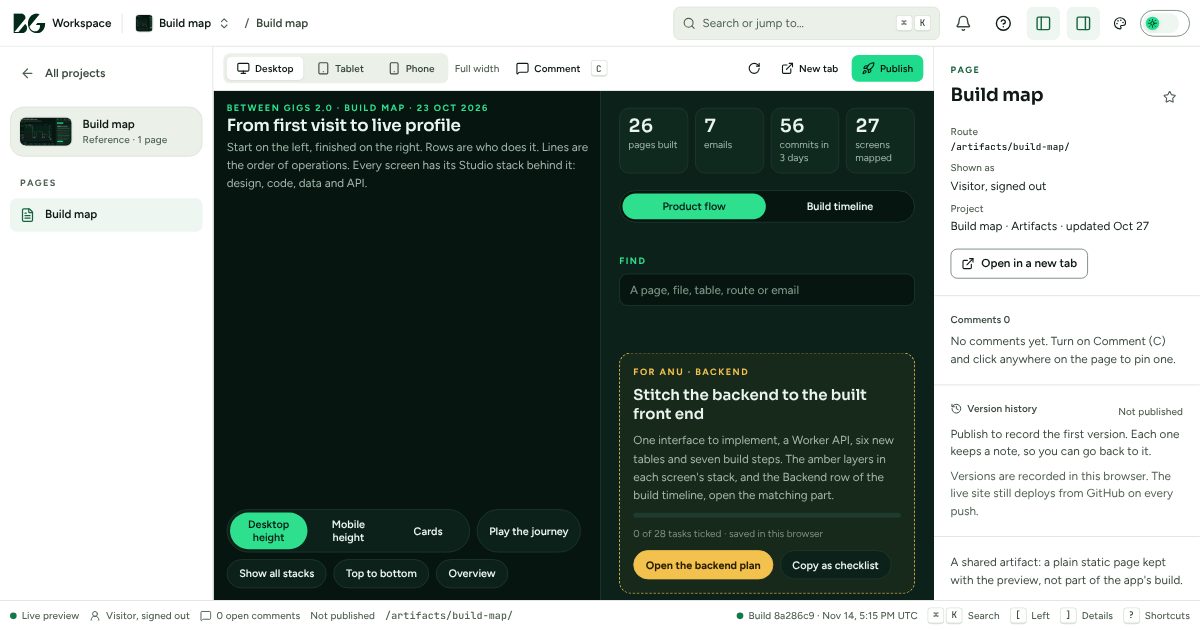 Workspace
Build map
/ Build map
Search or jump to...
⌘ K
All projects
Build map
Reference · 1 page
PAGES
Build map
Desktop
Tablet
Phone
Full width
Comment
C
New tab
Publish
BETWEEN GIGS 2.0 · BUILD MAP · 23 OCT 2026
From first visit to live profile
Start on the left, finished on the right. Rows are who does it. Lines are
the order of operations. Every screen has its Studio stack behind it:
design, code, data and API.
Desktop
height
Mobile
height
Cards
Play the journey
Show all stacks
Top to bottom
Overview
26
pages built
7
emails
56
commits in
3 days
27
screens
mapped
Product flow
Build timeline
FIND
A page, file, table, route or email
FOR ANU · BACKEND
Stitch the backend to the built
front end
One interface to implement, a Worker API, six new
tables and seven build steps. The amber layers in
each screen's stack, and the Backend row of the
build timeline, open the matching part.
0 of 28 tasks ticked · saved in this browser
Open the backend plan
Copy as checklist
PAGE
Build map
Route
/artifacts/build-map/
Shown as
Visitor, signed out
Project
Build map · Artifacts · updated Oct 27
Open in a new tab
Comments 0
No comments yet. Turn on Comment (C)
and click anywhere on the page to pin one.
Version history
Not published
Publish to record the first version. Each one
keeps a note, so you can go back to it.
Versions are recorded in this browser. The
live site still deploys from GitHub on every
push.
A shared artifact: a plain static page kept
with the preview, not part of the app's build.
Live preview
Visitor, signed out
0 open comments
Not published
/artifacts/build-map/
Build 8a286c9 · Nov 14, 5:15 PM UTC
⌘ K Search
[ Left
] Details
? Shortcuts